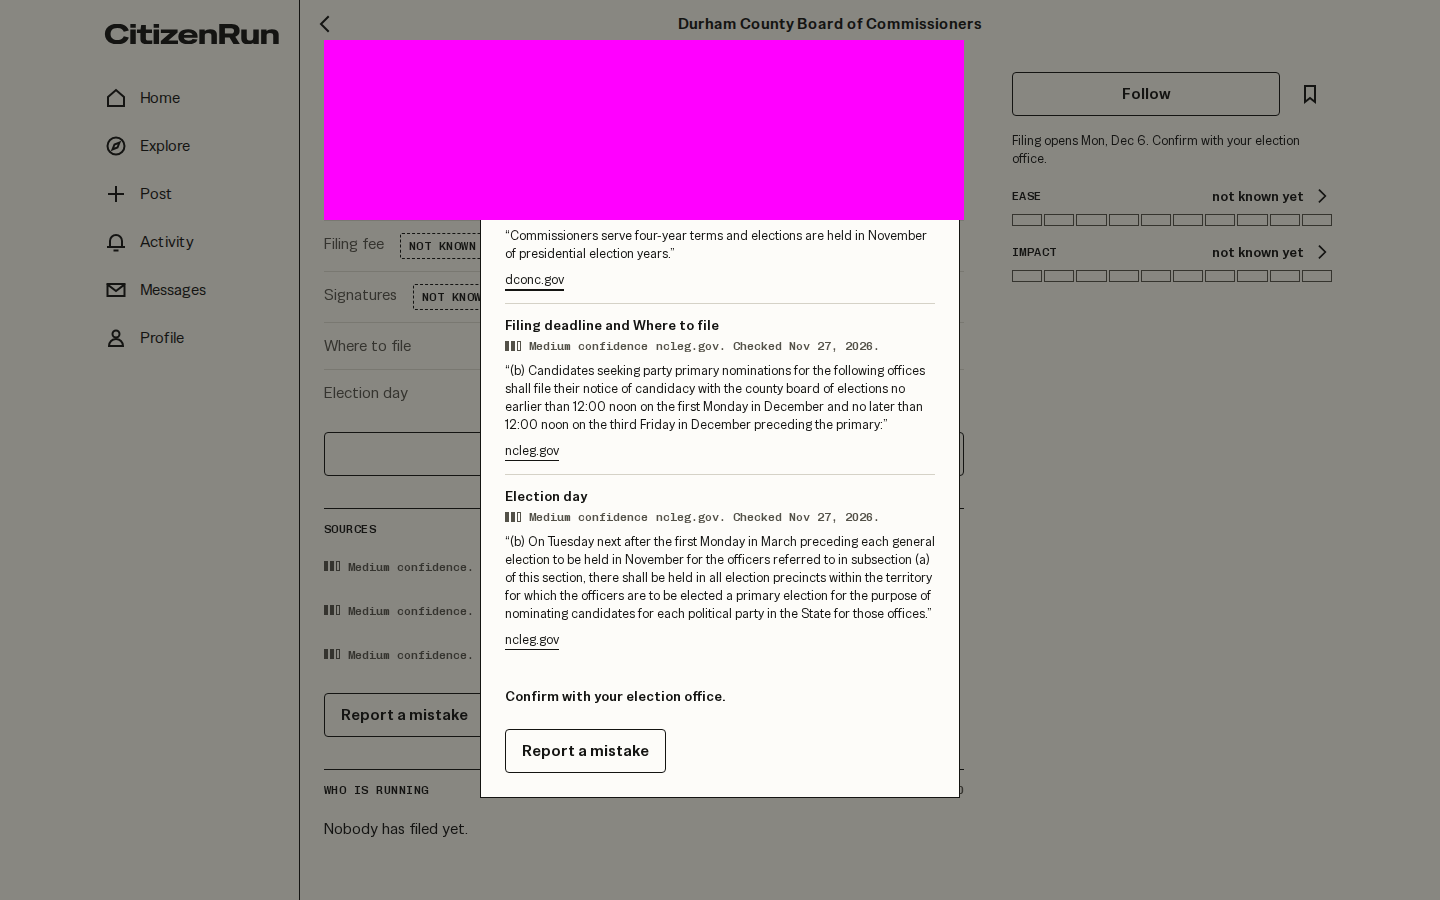 CitizenRun
Home
Explore
Post
Activity
Messages
Profile
Durham County Board of Commissioners
Filing fee NOT KNOWN
Signatures
Where to file
Election day
SOURCES
Medium confidence.
Medium confidence.
Medium confidence.
Report a mistake
WHO IS RUNNING
Nobody has filed yet.
“Commissioners serve four-year terms and elections are held in November
of presidential election years.”
dconc.gov
Filing deadline and Where to file
Medium confidence ncleg.gov. Checked Nov 27, 2026.
“(b) Candidates seeking party primary nominations for the following offices
shall file their notice of candidacy with the county board of elections no
earlier than 12:00 noon on the first Monday in December and no later than
12:00 noon on the third Friday in December preceding the primary:”
ncleg.gov
Election day
Medium confidence ncleg.gov. Checked Nov 27, 2026.
“(b) On Tuesday next after the first Monday in March preceding each general
election to be held in November for the officers referred to in subsection (a)
of this section, there shall be held in all election precincts within the territory
for which the officers are to be elected a primary election for the purpose of
nominating candidates for each political party in the State for those offices.”
ncleg.gov
Confirm with your election office.
Report a mistake
Follow
Filing opens Mon, Dec 6. Confirm with your election
office.
EASE not known yet
IMPACT not known yet